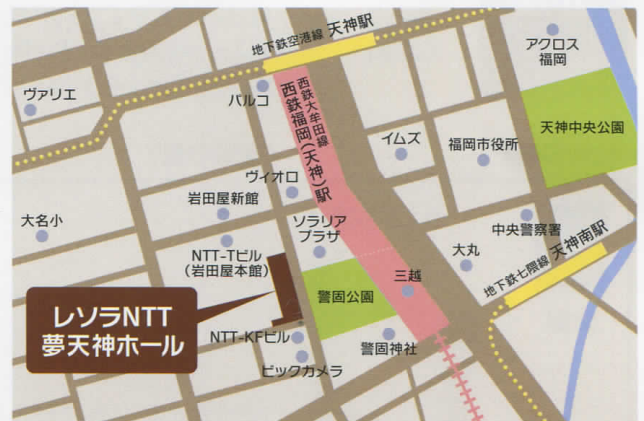 地下鉄空港線 天神駅
アクロス
福岡
ヴァリエ
パルコ
西鉄大牟田線
西鉄福岡(天神)駅
天神中央公園
イムズ
福岡市役所
ヴィオロ
岩田屋新館
大名小
ソラリア
プラザ
中央警察署
NTT-Tビル
(岩田屋本館)
大丸
地下鉄七隈線 天神南駅
三越
警固公園
レソラNTT
夢天神ホール
NTT-KFビル
警固神社
ビックカメラ